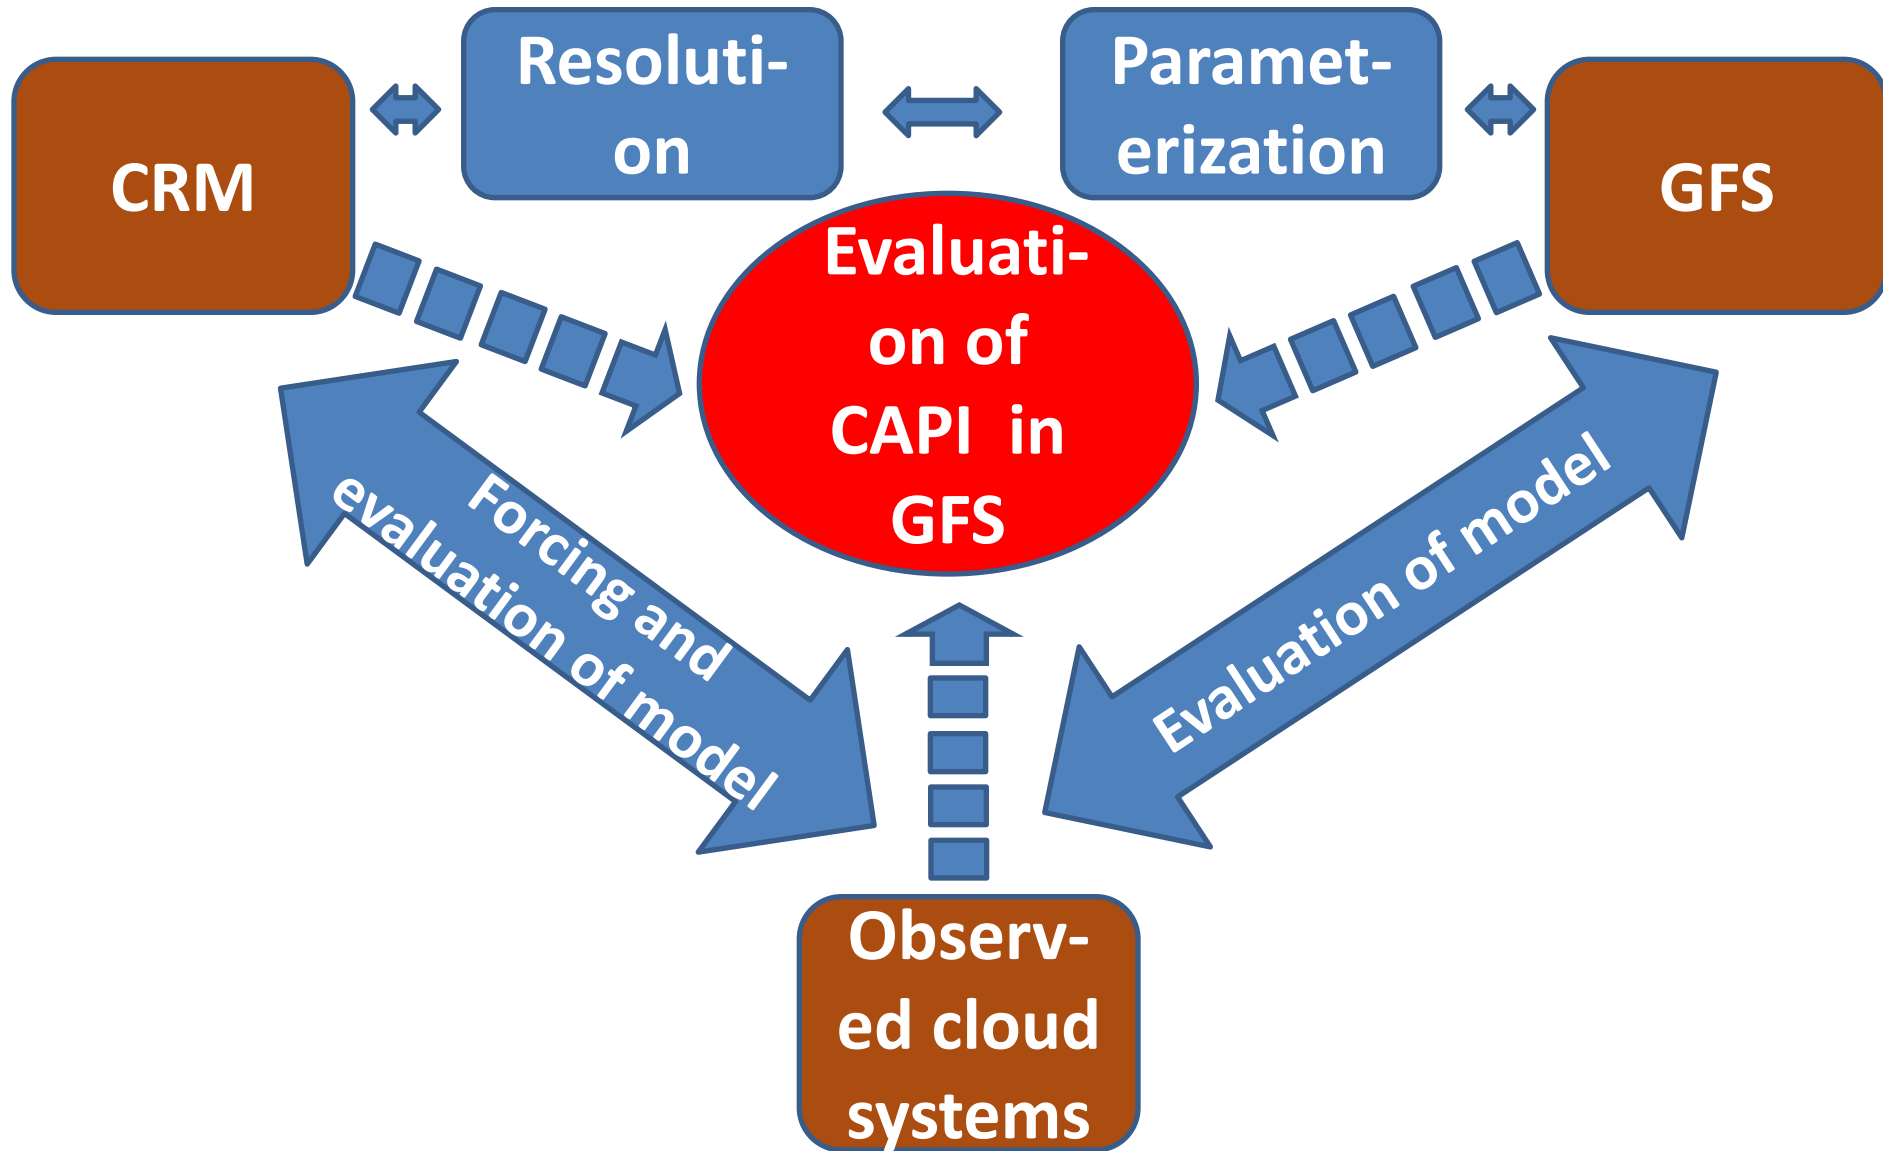 Resoluti-
on
Paramet-
erization
CRM
GFS
Evaluati-
on of
CAPI  in
GFS
Forcing and
evaluation of model
Evaluation of model
Observ-
ed cloud
systems